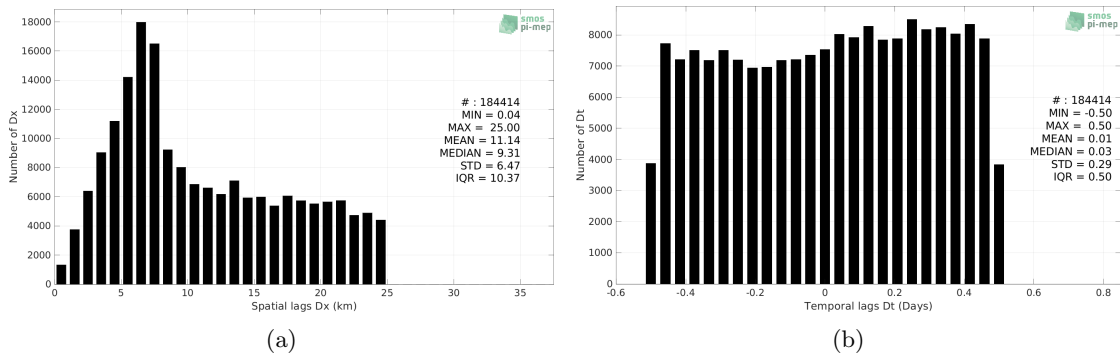 smos
pi-mep
18000
16000
14000
12000
10000
8000
6000
4000
2000
0
Number of Dx
# : 184414
MIN = 0.04
MAX = 25.00
MEAN = 11.14
MEDIAN = 9.31
STD = 6.47
IQR = 10.37
0 5 10 15 20 25 30 35
Spatial lags Dx (km)
(a)
smos
pi-mep
8000
7000
6000
5000
4000
3000
2000
1000
0
Number of Dt
# : 184414
MIN = -0.50
MAX = 0.50
MEAN = 0.01
MEDIAN = 0.03
STD = 0.29
IQR = 0.50
-0.6 -0.4 -0.2 0 0.2 0.4 0.6 0.8
Temporal lags Dt (Days)
(b)